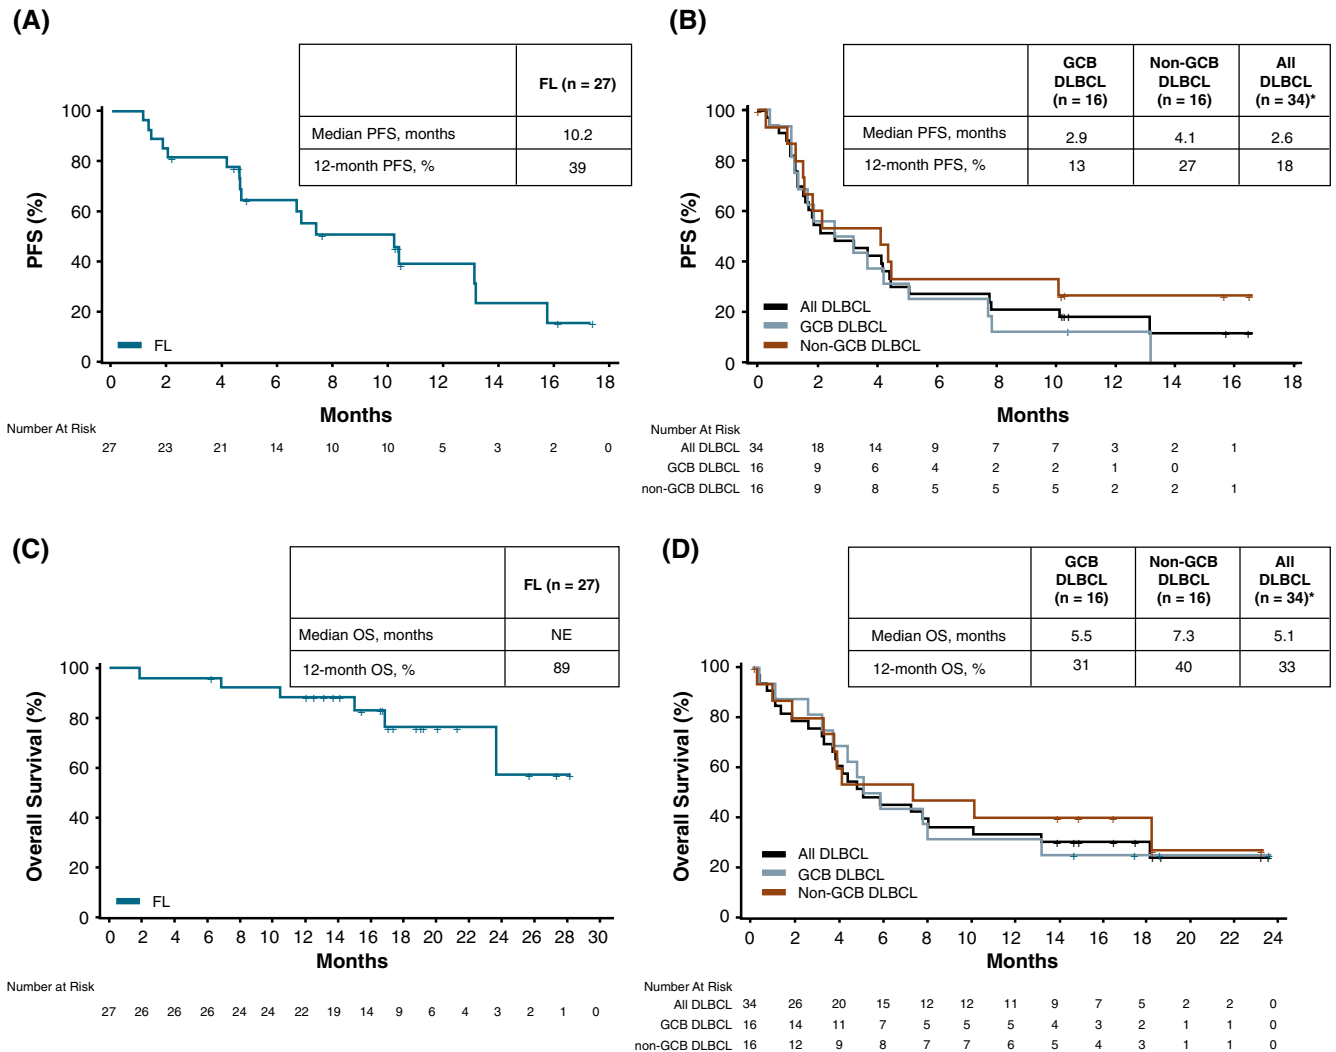 (A)
FL (n = 27)
Median PFS, months 10.2
12-month PFS, % 39
PFS (%)
100
80
60
40
20
0
FL
0 2 4 6 8 10 12 14 16 18
Months
Number At Risk
27 23 21 14 10 10 5 3 2 0
(B)
GCB DLBCL (n = 16) Non-GCB DLBCL (n = 16) All DLBCL (n = 34)*
Median PFS, months 2.9 4.1 2.6
12-month PFS, % 13 27 18
PFS (%)
100
80
60
40
20
0
All DLBCL
GCB DLBCL
Non-GCB DLBCL
0 2 4 6 8 10 12 14 16 18
Months
Number At Risk
All DLBCL 34 18 14 9 7 7 3 2 1
GCB DLBCL 16 9 6 4 2 2 1 0
non-GCB DLBCL 16 9 8 5 5 5 2 2 1
(C)
FL (n = 27)
Median OS, months NE
12-month OS, % 89
Overall Survival (%)
100
80
60
40
20
0
FL
0 2 4 6 8 10 12 14 16 18 20 22 24 26 28 30
Months
Number at Risk
27 26 26 26 24 24 22 19 14 9 6 4 3 2 1 0
(D)
GCB DLBCL (n = 16) Non-GCB DLBCL (n = 16) All DLBCL (n = 34)*
Median OS, months 5.5 7.3 5.1
12-month OS, % 31 40 33
Overall Survival (%)
100
80
60
40
20
0
All DLBCL
GCB DLBCL
Non-GCB DLBCL
0 2 4 6 8 10 12 14 16 18 20 22 24
Months
Number At Risk
All DLBCL 34 26 20 15 12 12 11 9 7 5 2 2 0
GCB DLBCL 16 14 11 7 5 5 5 4 3 2 1 1 0
non-GCB DLBCL 16 12 9 8 7 7 6 5 4 3 1 1 0